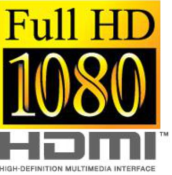 Full HD
1080
HDMI™
HIGH-DEFINITION MULTIMEDIA INTERFACE